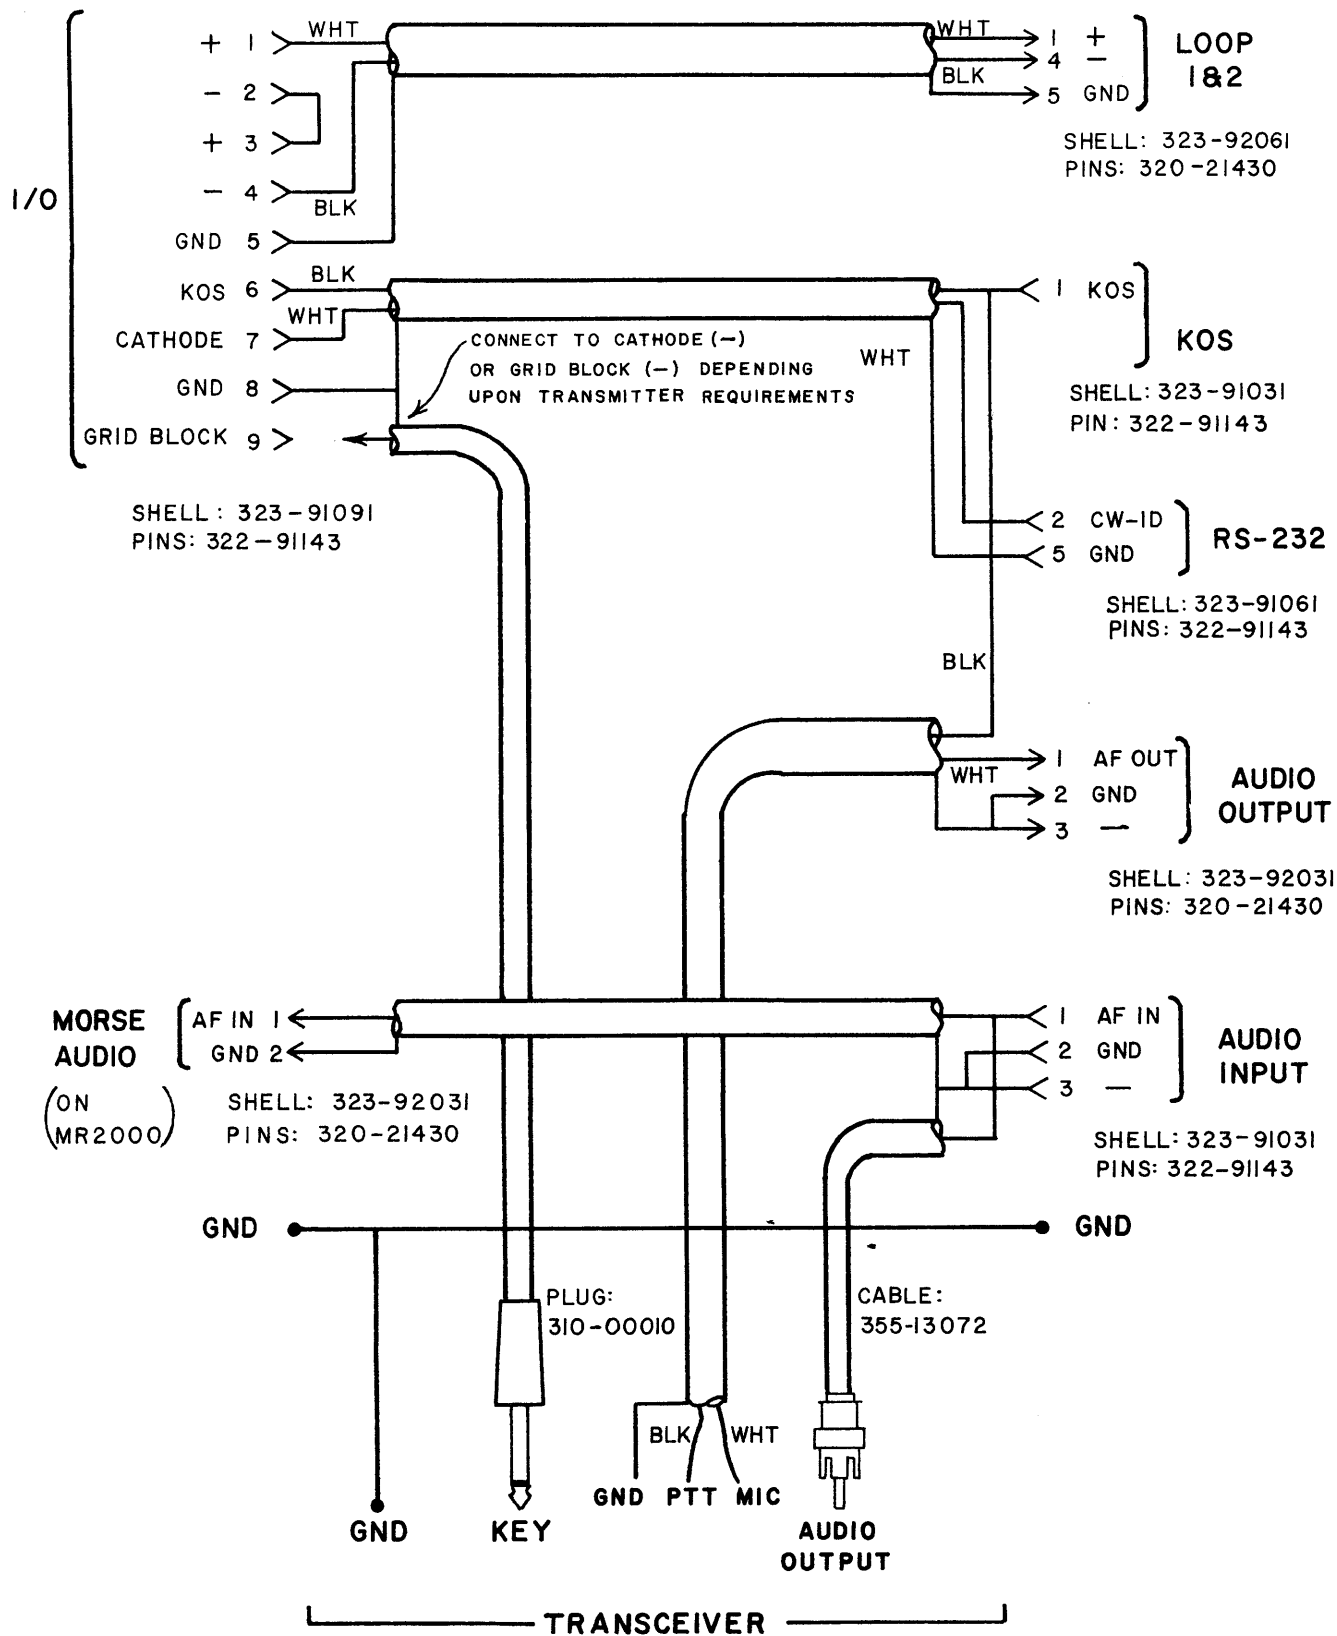 I/O
+ 1
WHT
- 2
+ 3
- 4
BLK
GND 5
KOS 6
BLK
WHT
CATHODE 7
GND 8
GRID BLOCK 9
SHELL: 323-91091
PINS: 322-91143
CONNECT TO CATHODE (-)
OR GRID BLOCK (-) DEPENDING
UPON TRANSMITTER REQUIREMENTS
WHT
BLK
1 +
4 -
5 GND
LOOP
1&2
SHELL: 323-92061
PINS: 320-21430
WHT
1 KOS
KOS
SHELL: 323-91031
PIN: 322-91143
2 CW-ID
5 GND
RS-232
SHELL: 323-91061
PINS: 322-91143
BLK
WHT
1 AF OUT
2 GND
3 —
AUDIO
OUTPUT
SHELL: 323-92031
PINS: 320-21430
MORSE
AUDIO
(ON
MR2000)
AF IN 1
GND 2
SHELL: 323-92031
PINS: 320-21430
1 AF IN
2 GND
3 —
AUDIO
INPUT
SHELL: 323-91031
PINS: 322-91143
GND
GND
PLUG:
310-00010
CABLE:
355-13072
BLK
WHT
GND PTT MIC
GND
KEY
AUDIO
OUTPUT
TRANSCEIVER